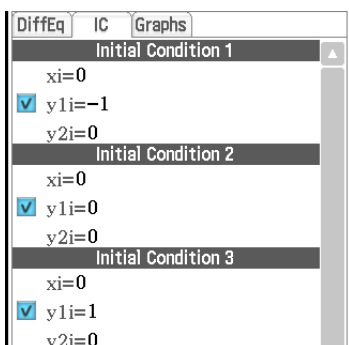 DiffEq IC Graphs
Initial Condition 1
xi=0
y1i=-1
y2i=0
Initial Condition 2
xi=0
y1i=0
y2i=0
Initial Condition 3
xi=0
y1i=1
y2i=0